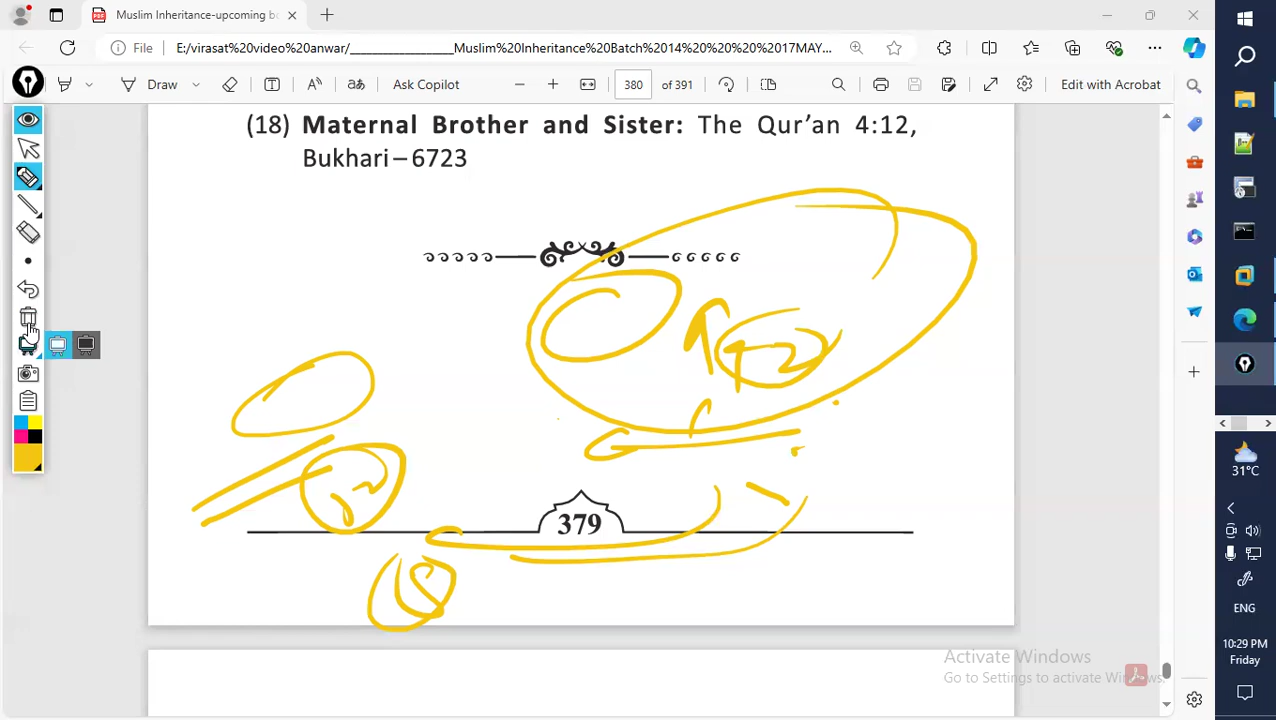 Muslim Inheritance-upcoming b
File
E:/virasat%20video%20anwar/________________Muslim%20Inheritance%20Batch%2014%20%20%20%2017MAY...
Draw
Ask Copilot
380 of 391
Edit with Acrobat
(18) Maternal Brother and Sister: The Qur’an 4:12,
Bukhari – 6723
379
Activate Windows
Go to Settings to activate Windows.
31°C
ENG
10:29 PM
Friday